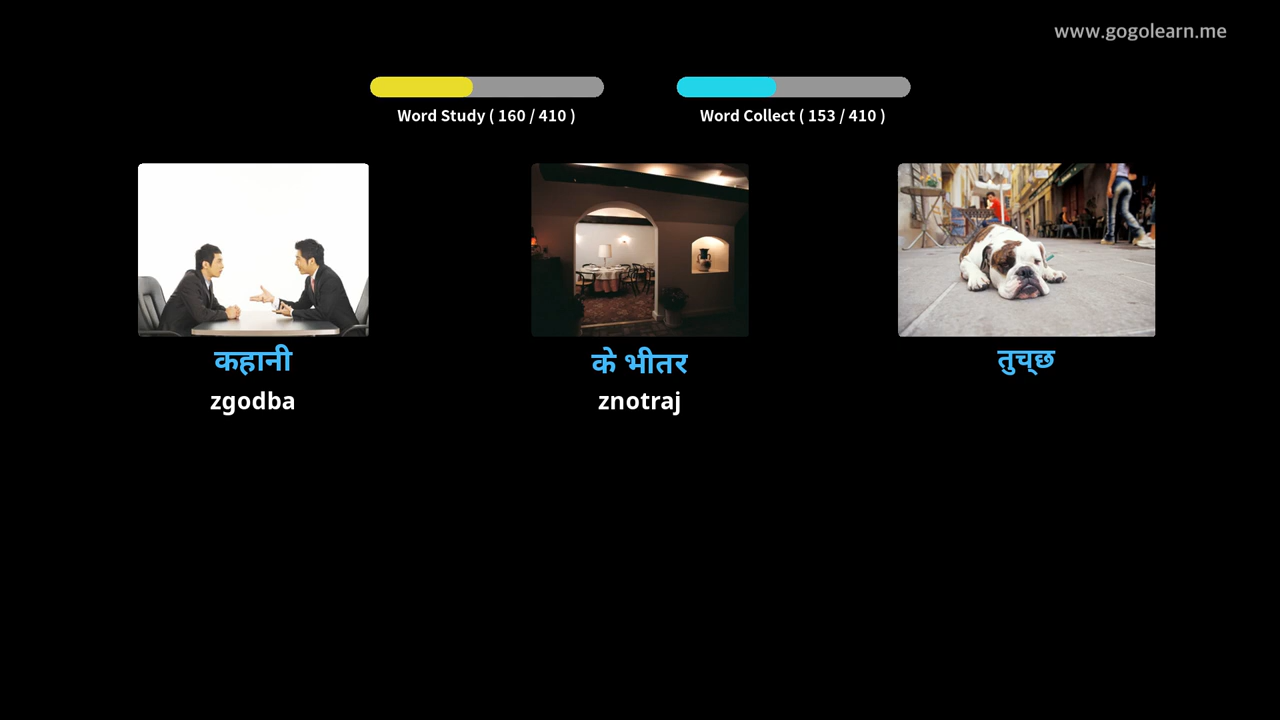 www.gogolearn.me
Word Study ( 160 / 410 )
Word Collect ( 153 / 410 )
कहानी
के भीतर
तुच्छ
zgodba
znotraj